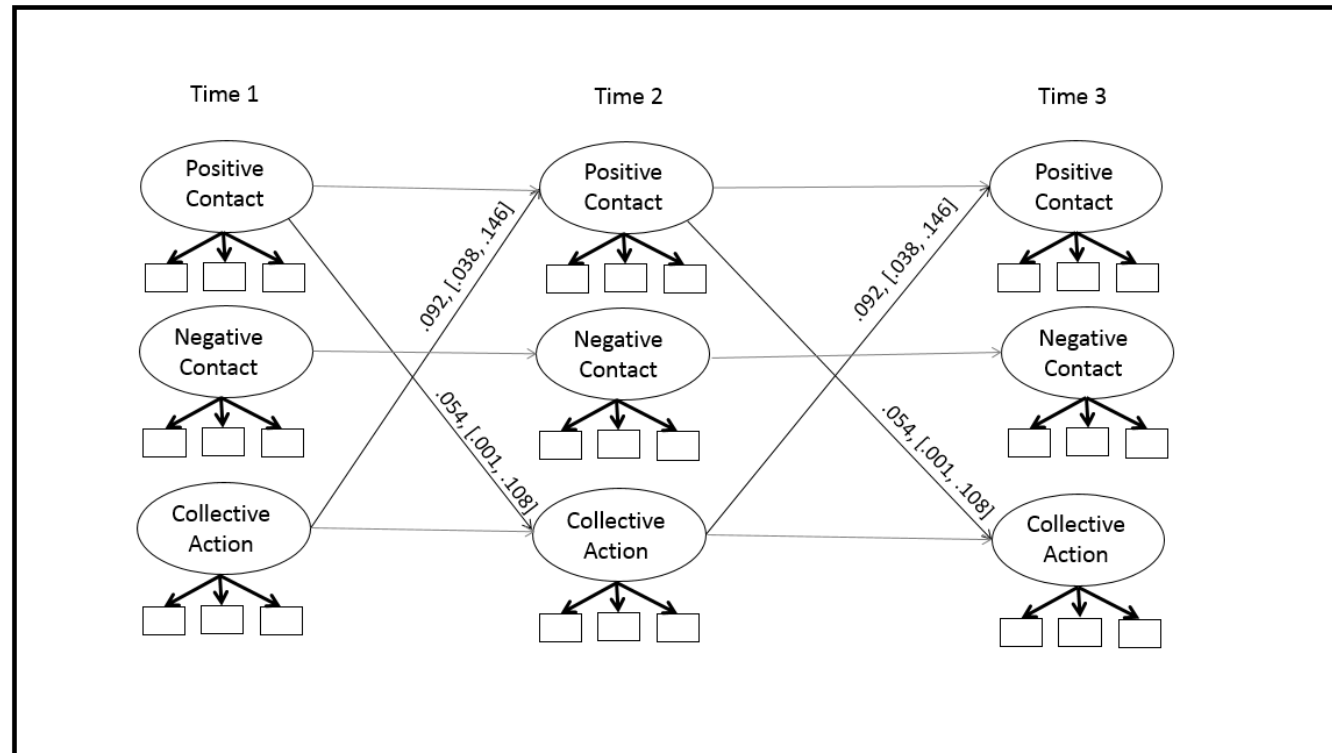 Time 1
Time 2
Time 3
Positive
Contact
Positive
Contact
Positive
Contact
.092, [.038, .146]
.092, [.038, .146]
Negative
Contact
Negative
Contact
Negative
Contact
.054, [.001, .108]
.054, [.001, .108]
Collective
Action
Collective
Action
Collective
Action